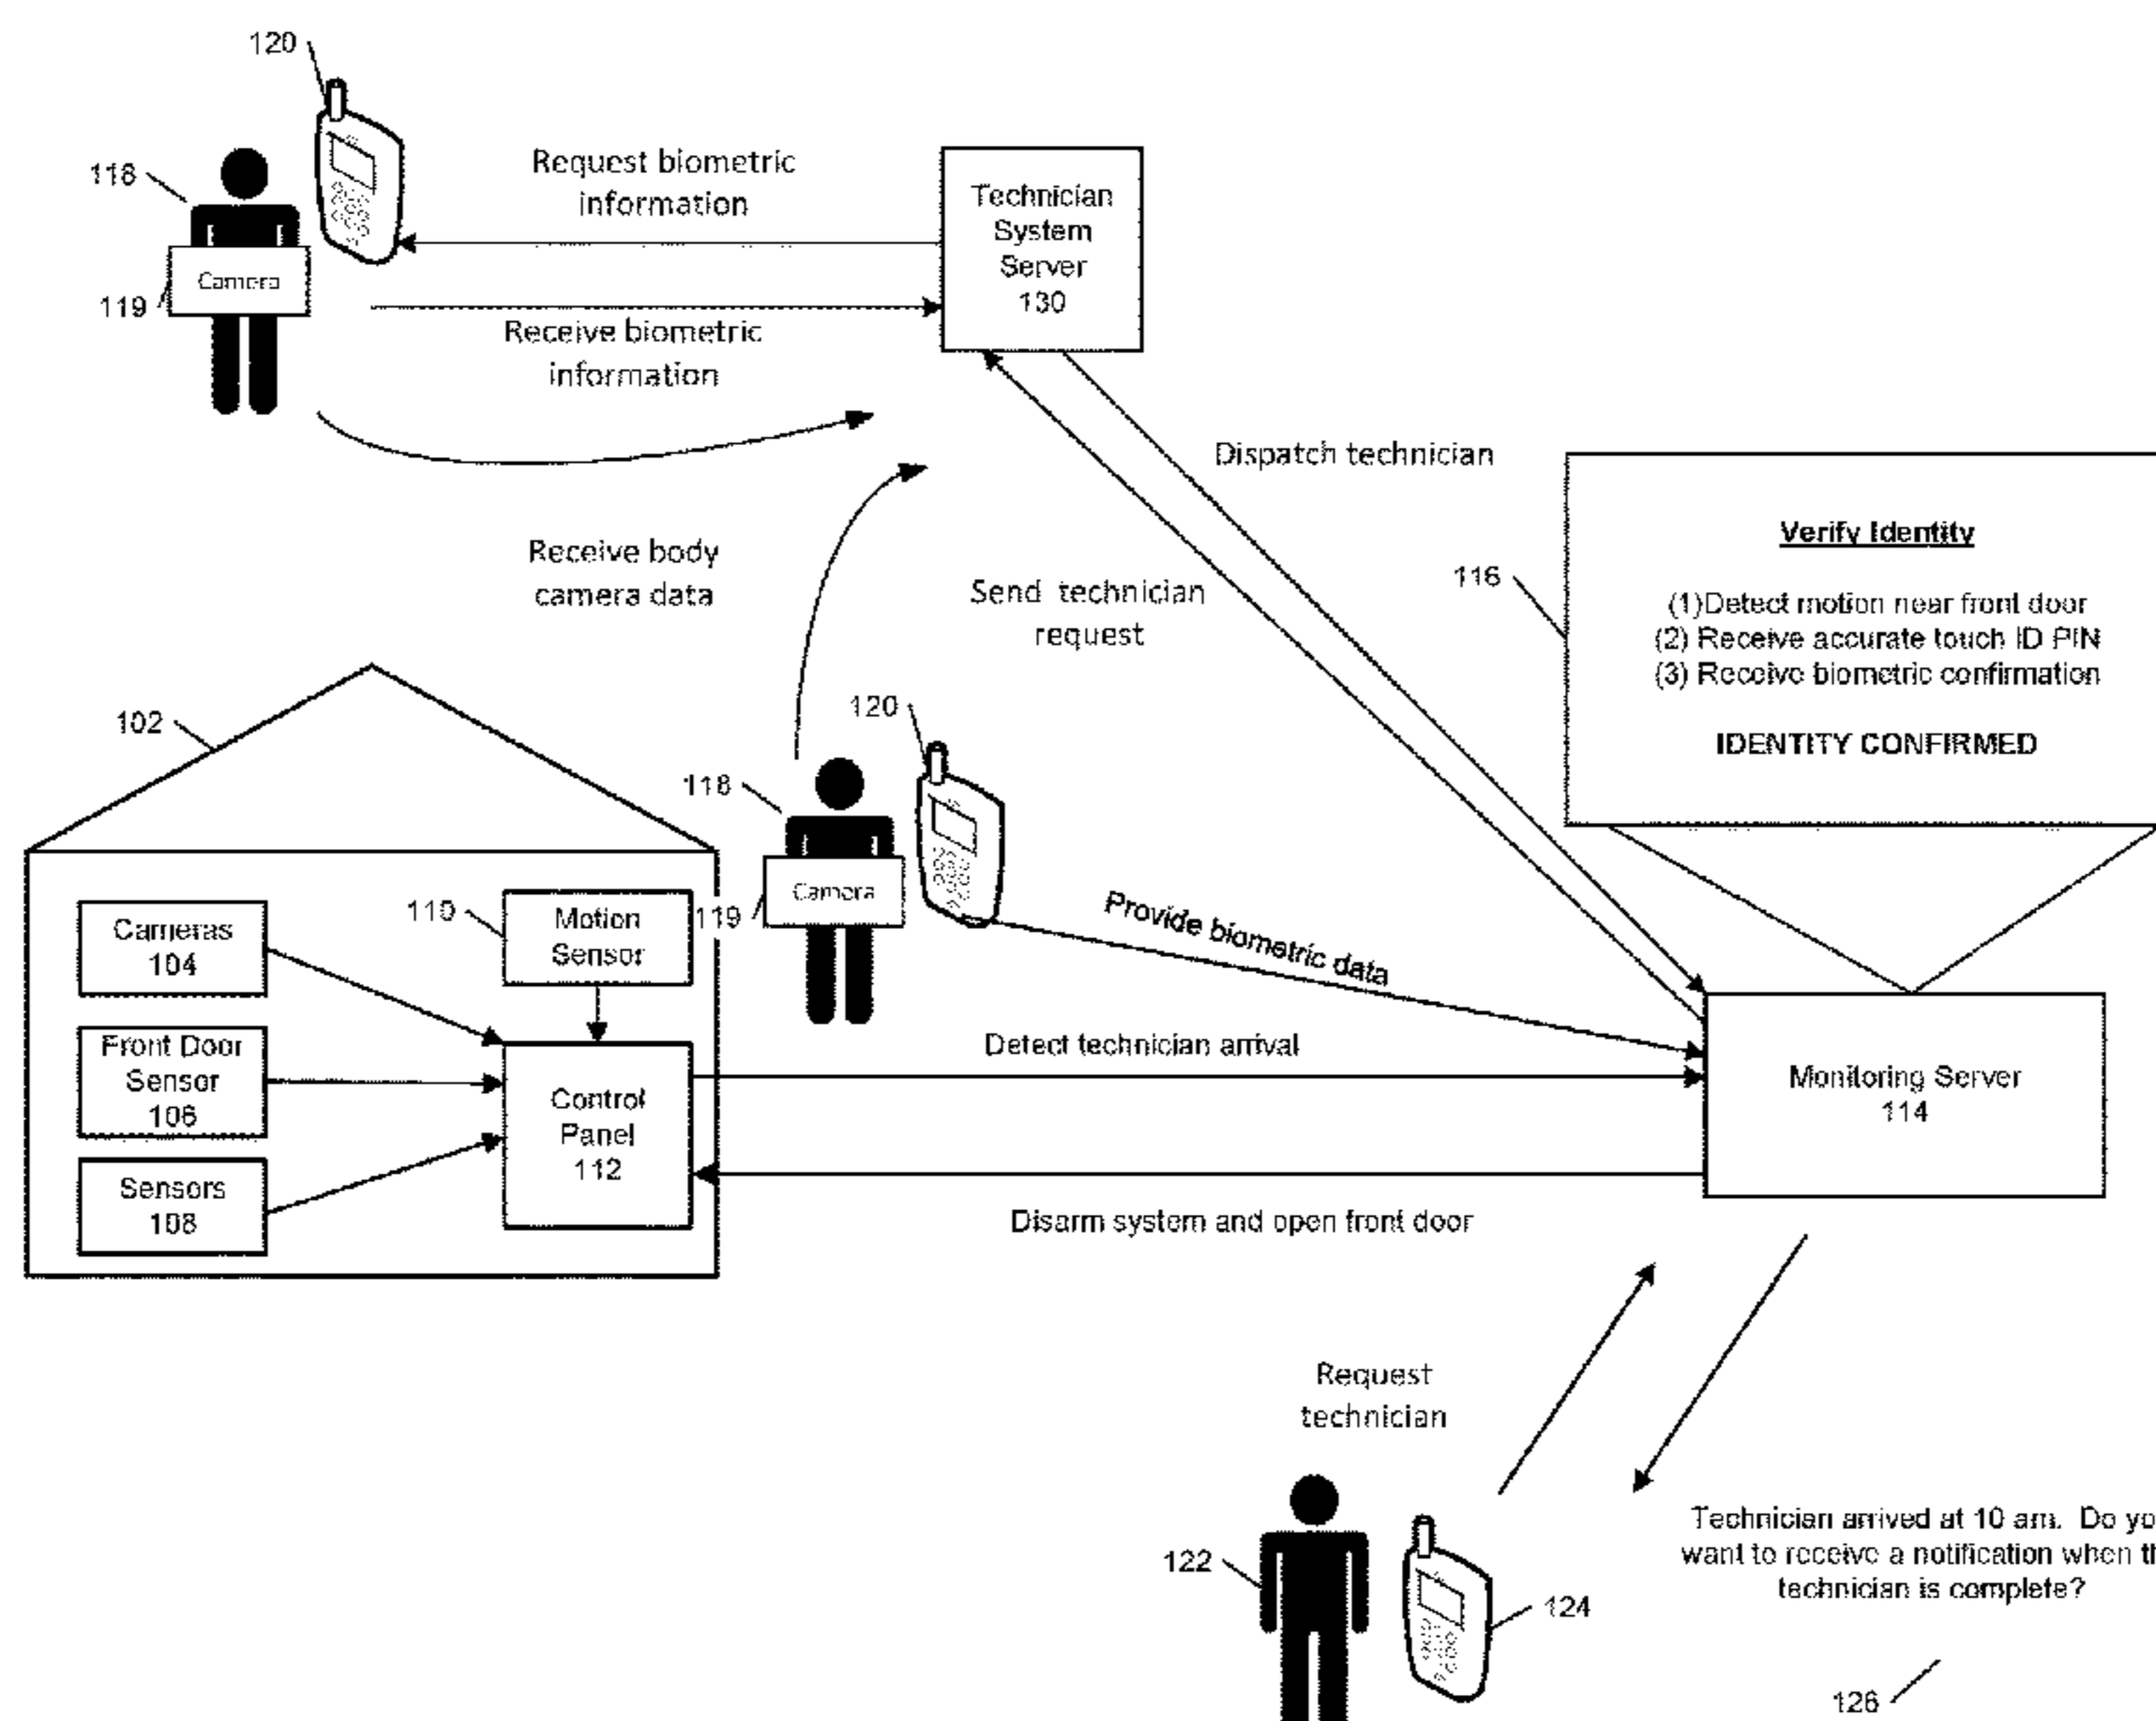 120
118
Camera
119
Request biometric
information
Receive biometric
information
Technician
System
Server
130
Dispatch technician
Receive body
camera data
Send technician
request
116
Verify Identity
(1)Detect motion near front door
(2) Receive accurate touch ID PIN
(3) Receive biometric confirmation
IDENTITY CONFIRMED
102
120
118
Camera
119
Cameras
104
110
Motion
Sensor
Front Door
Sensor
106
Sensors
108
Control
Panel
112
Provide biometric data
Detect technician arrival
Disarm system and open front door
Monitoring Server
114
Request
technician
122
124
Technician arrived at 10 am. Do yo
want to receive a notification when th
technician is complete?
126